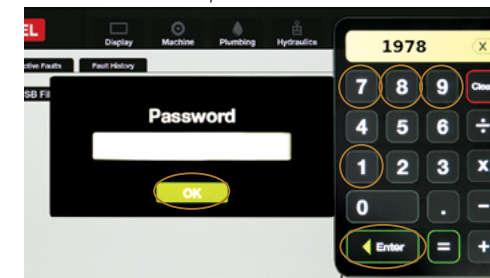 EL
Display Machine Plumbing Hydraulics
ctive Faults Fault History
SB Fil
Password
OK
1978 X
7 8 9 Clea
4 5 6 ÷
1 2 3 x
0 . -
Enter = +